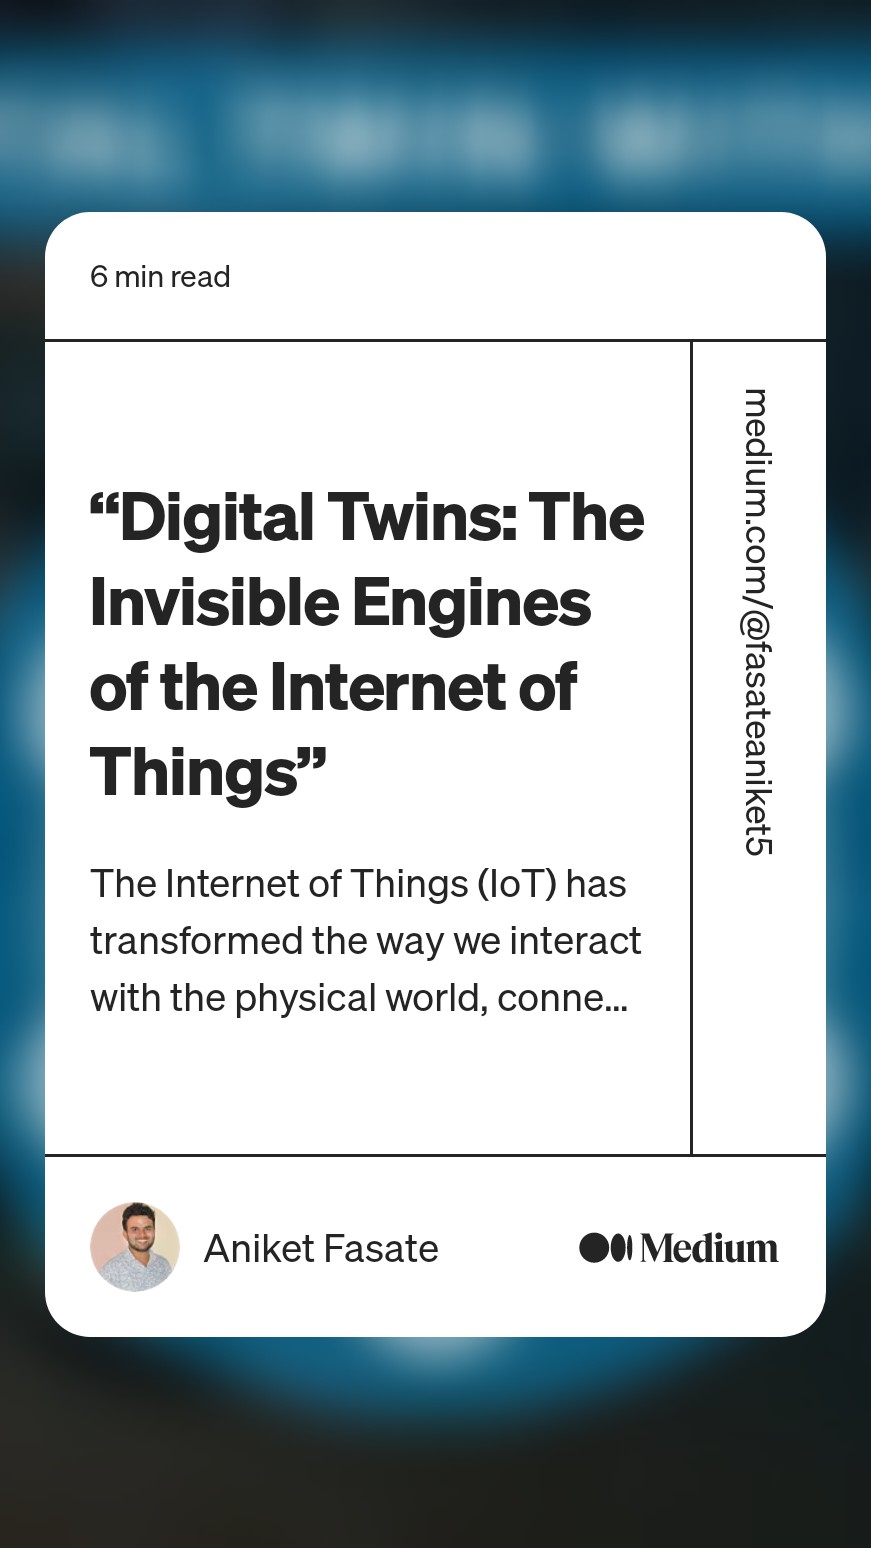 6 min read
“Digital Twins: The
Invisible Engines
of the Internet of
Things”
The Internet of Things (IoT) has
transformed the way we interact
with the physical world, conne...
medium.com/@fasateaniket5
Aniket Fasate
Medium